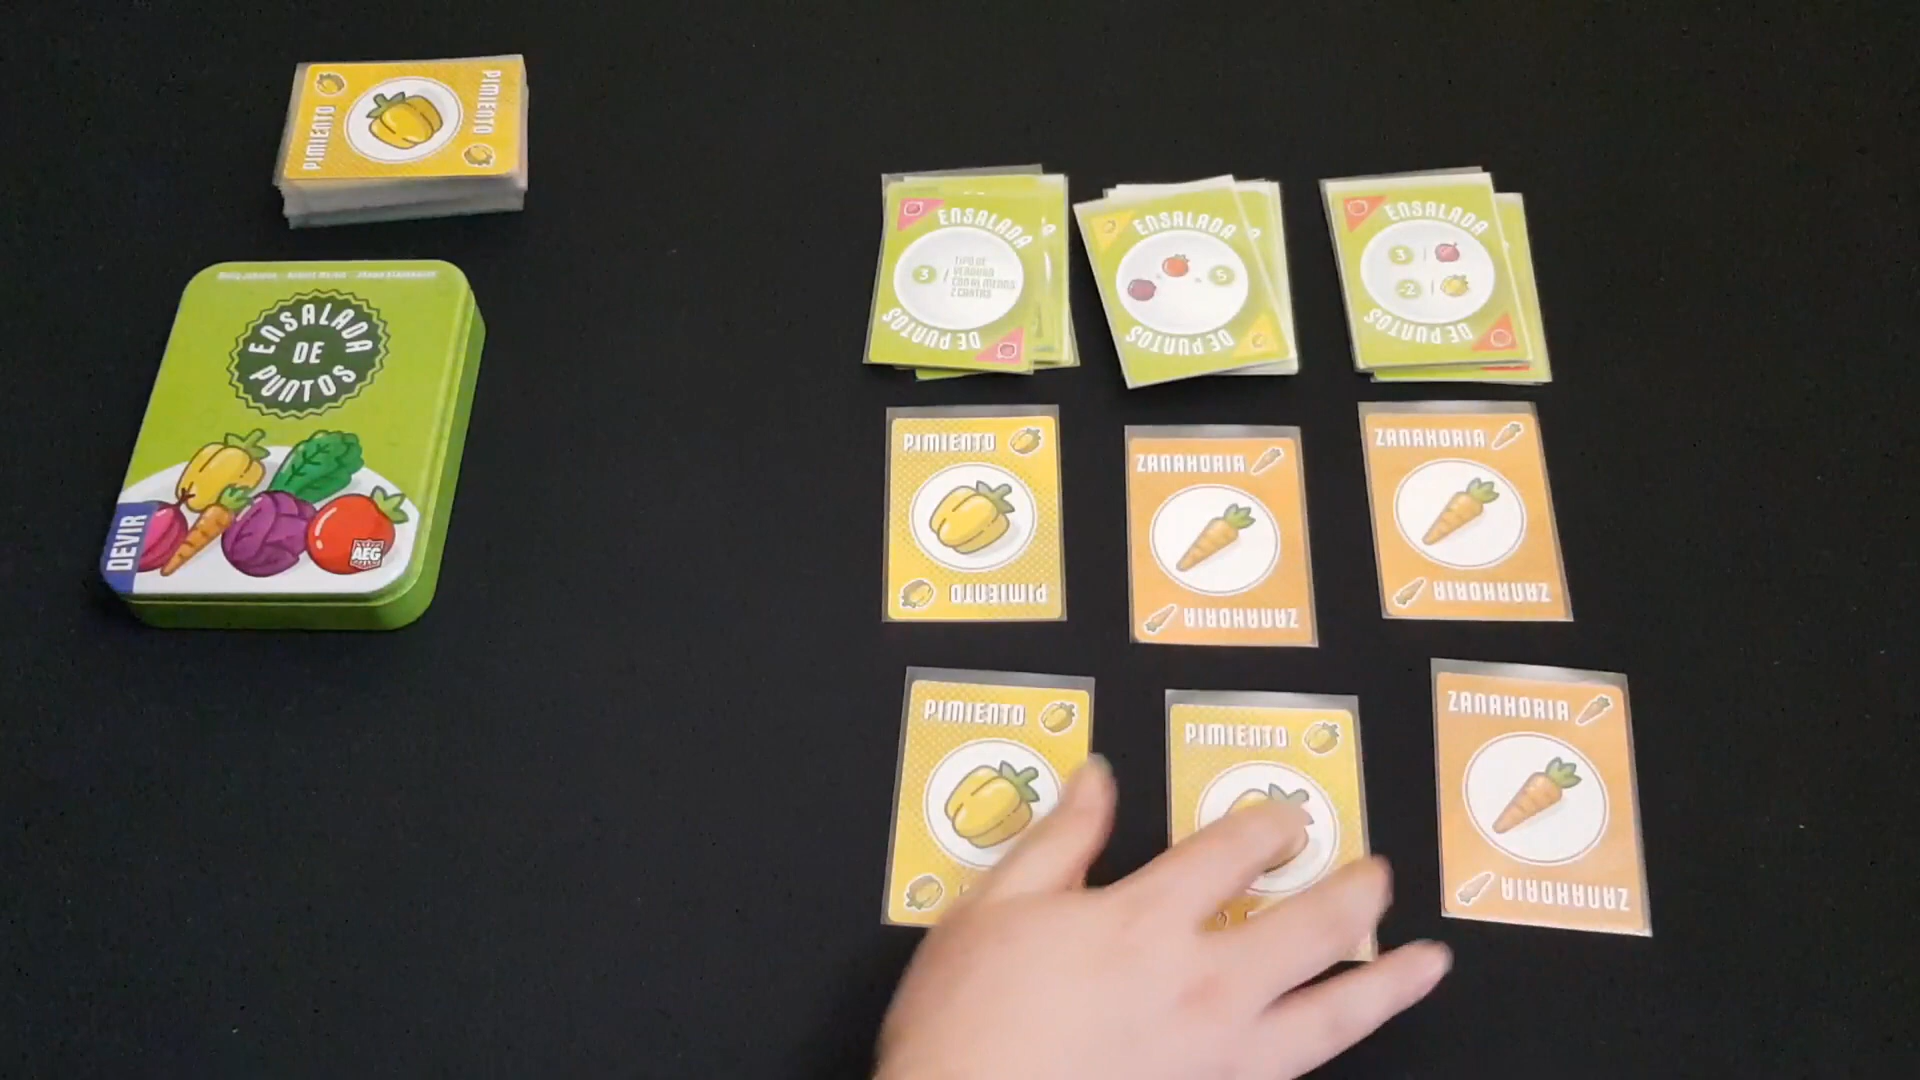 PIMIENTO
PIMIENTO
ENSALADA
DE
PUNTOS
DEVIR
AEG
ENSALADA
3 / TIPO DE
VERDURA
CON AL MENOS
2 CARTAS
DE PUNTOS
ENSALADA
5
DE PUNTOS
ENSALADA
3 /
-2 /
DE PUNTOS
PIMIENTO
PIMIENTO
ZANAHORIA
ZANAHORIA
ZANAHORIA
ZANAHORIA
PIMIENTO
PIMIENTO
ZANAHORIA
ZANAHORIA